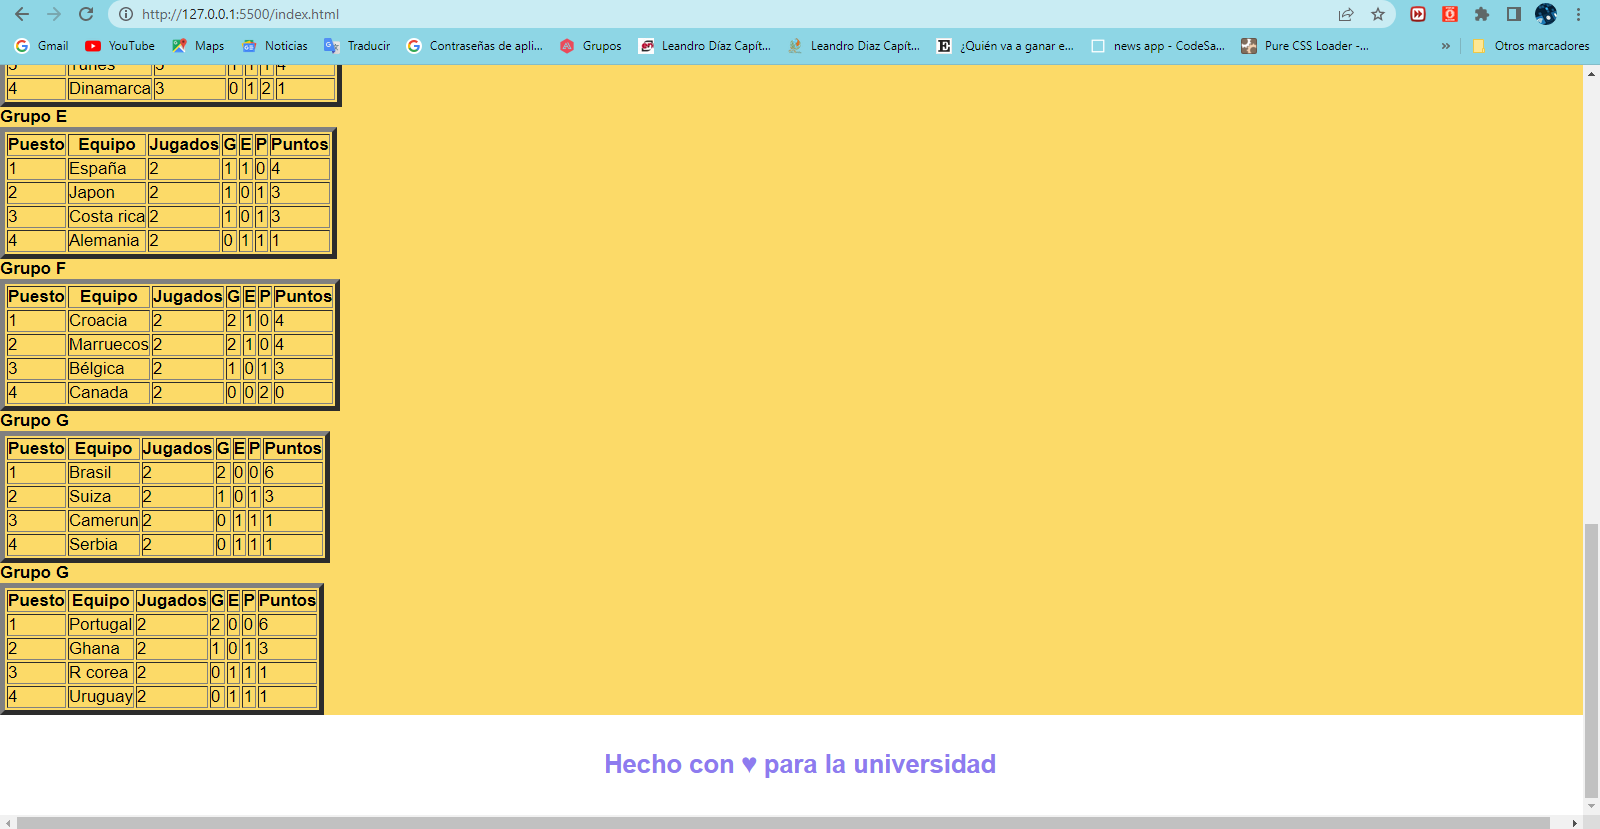 http://127.0.0.1:5500/index.html
Gmail YouTube Maps Noticias Traducir Contraseñas de apli... Grupos Leandro Díaz Capít... Leandro Diaz Capít... ¿Quién va a ganar e... news app - CodeSa... Pure CSS Loader -... » Otros marcadores
4 Dinamarca 3 0 1 2 1
Grupo E
Puesto Equipo Jugados G E P Puntos
1 España 2 1 1 0 4
2 Japon 2 1 0 1 3
3 Costa rica 2 1 0 1 3
4 Alemania 2 0 1 1 1
Grupo F
Puesto Equipo Jugados G E P Puntos
1 Croacia 2 2 1 0 4
2 Marruecos 2 2 1 0 4
3 Bélgica 2 1 0 1 3
4 Canada 2 0 0 2 0
Grupo G
Puesto Equipo Jugados G E P Puntos
1 Brasil 2 2 0 0 6
2 Suiza 2 1 0 1 3
3 Camerun 2 0 1 1 1
4 Serbia 2 0 1 1 1
Grupo G
Puesto Equipo Jugados G E P Puntos
1 Portugal 2 2 0 0 6
2 Ghana 2 1 0 1 3
3 R corea 2 0 1 1 1
4 Uruguay 2 0 1 1 1
Hecho con ♥ para la universidad